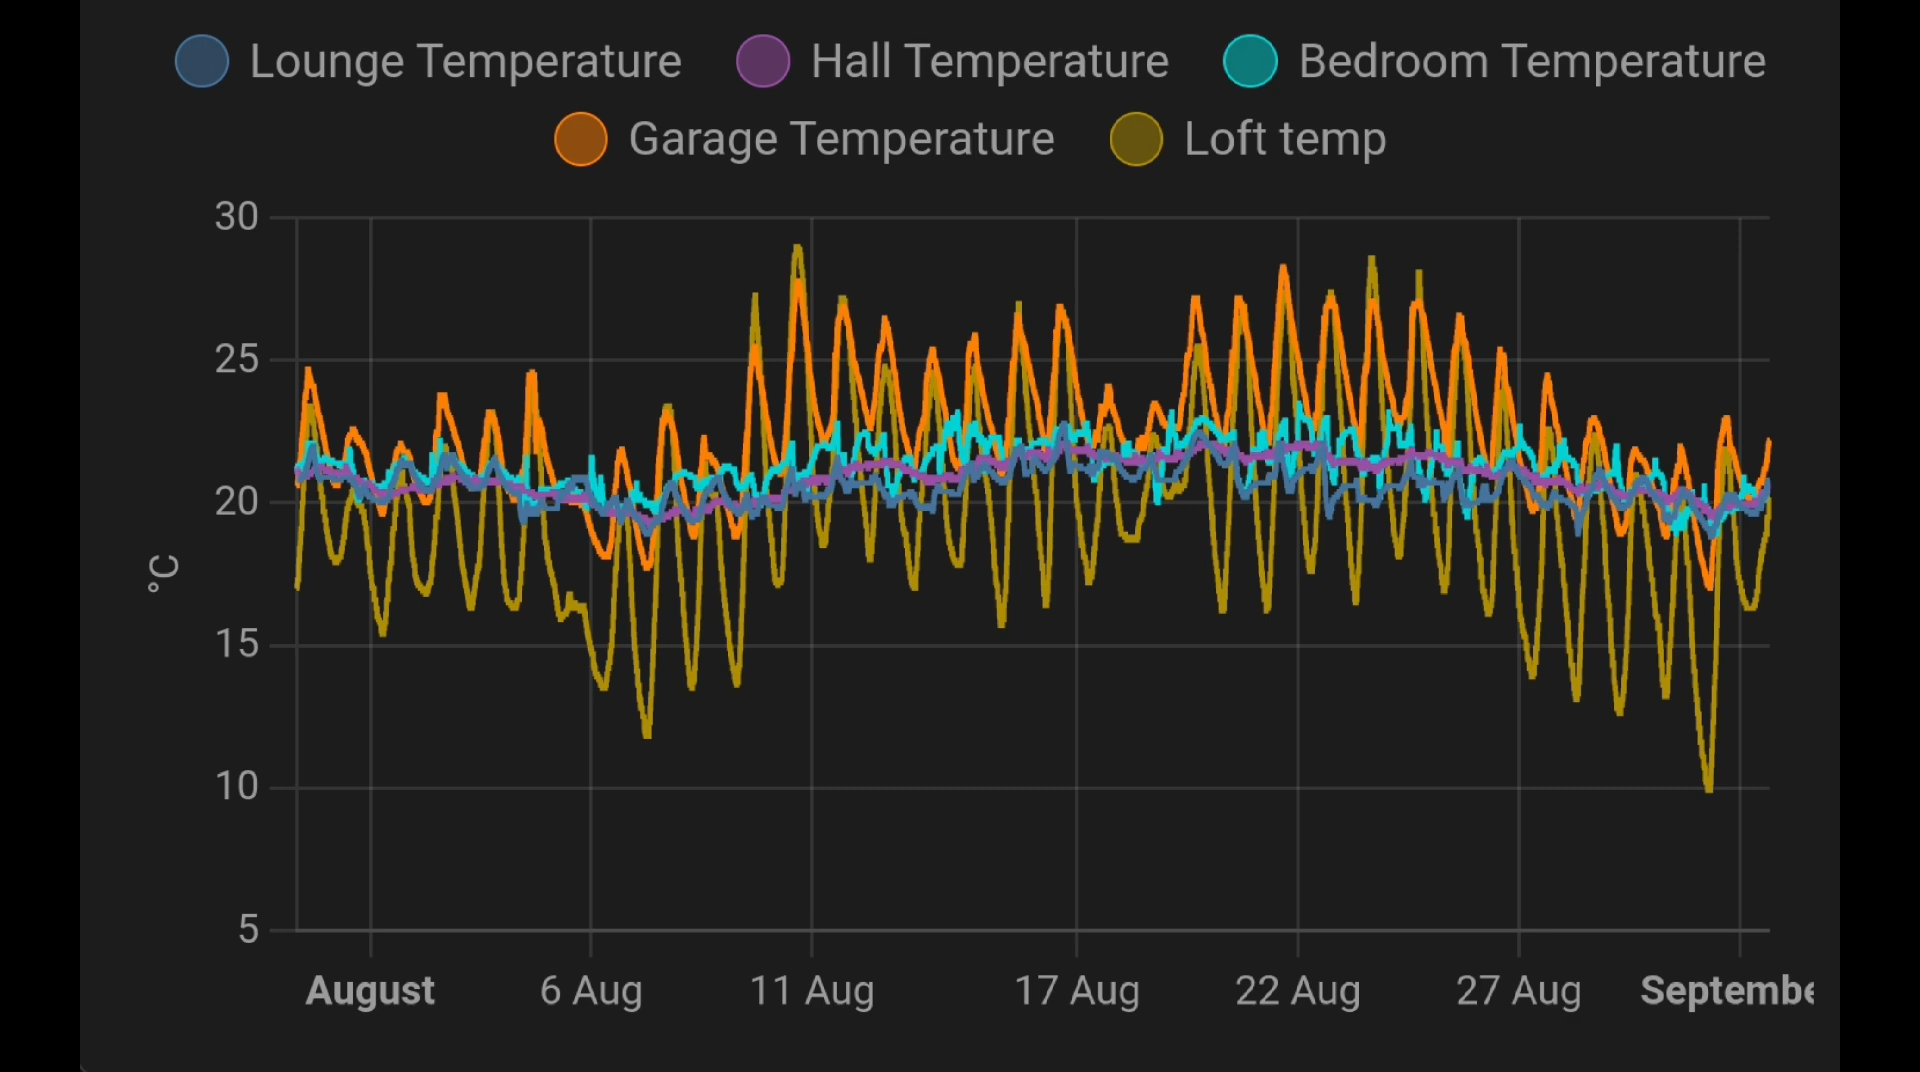 Lounge Temperature Hall Temperature Bedroom Temperature
Garage Temperature Loft temp
30
25
20
15
10
5
°C
August 6 Aug 11 Aug 17 Aug 22 Aug 27 Aug Septembe